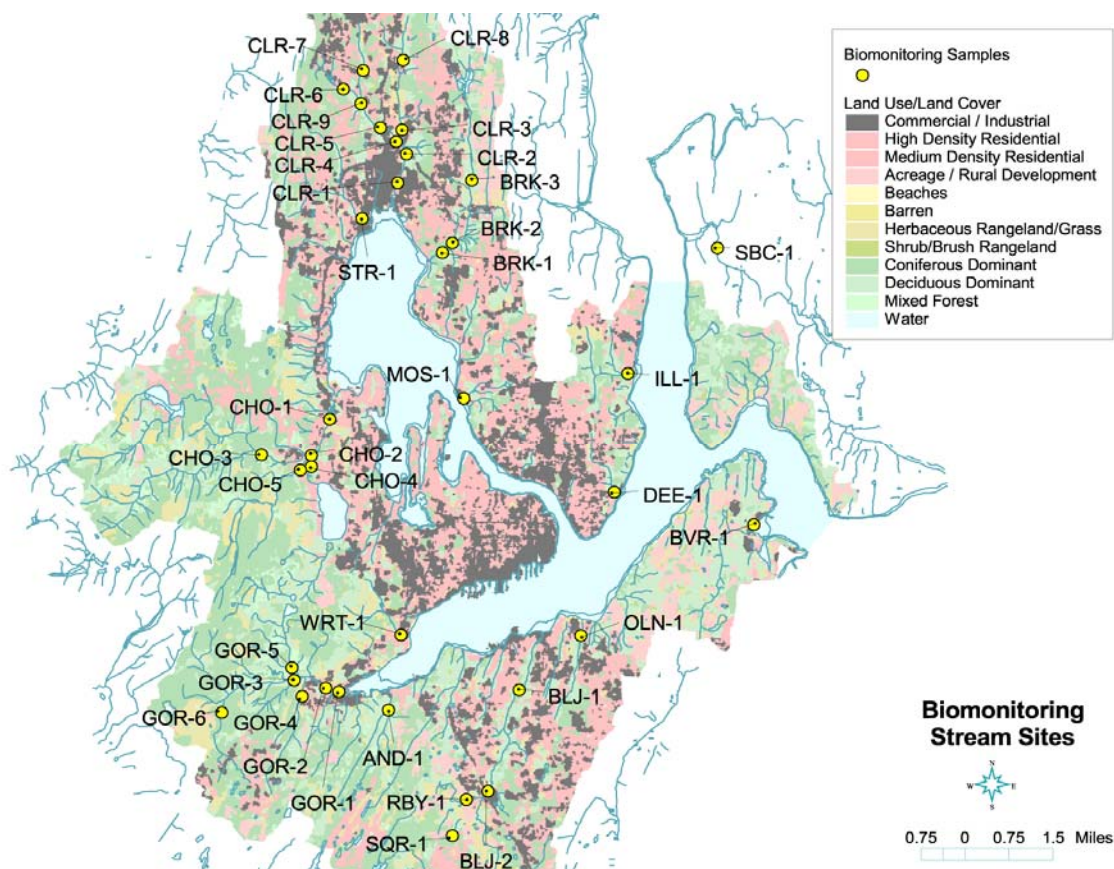 CLR-7
CLR-8
CLR-6
CLR-9
CLR-5
CLR-4
CLR-1
CLR-3
CLR-2
BRK-3
BRK-2
BRK-1
STR-1
SBC-1
MOS-1
ILL-1
CHO-1
CHO-3
CHO-2
CHO-5
CHO-4
DEE-1
BVR-1
WRT-1
OLN-1
GOR-5
GOR-3
GOR-6
GOR-4
BLJ-1
GOR-2
AND-1
GOR-1
RBY-1
SQR-1
BLJ-2
Biomonitoring Samples
Land Use/Land Cover
Commercial / Industrial
High Density Residential
Medium Density Residential
Acreage / Rural Development
Beaches
Barren
Herbaceous Rangeland/Grass
Shrub/Brush Rangeland
Coniferous Dominant
Deciduous Dominant
Mixed Forest
Water
Biomonitoring
Stream Sites
N
W E
S
0.75 0 0.75 1.5 Miles